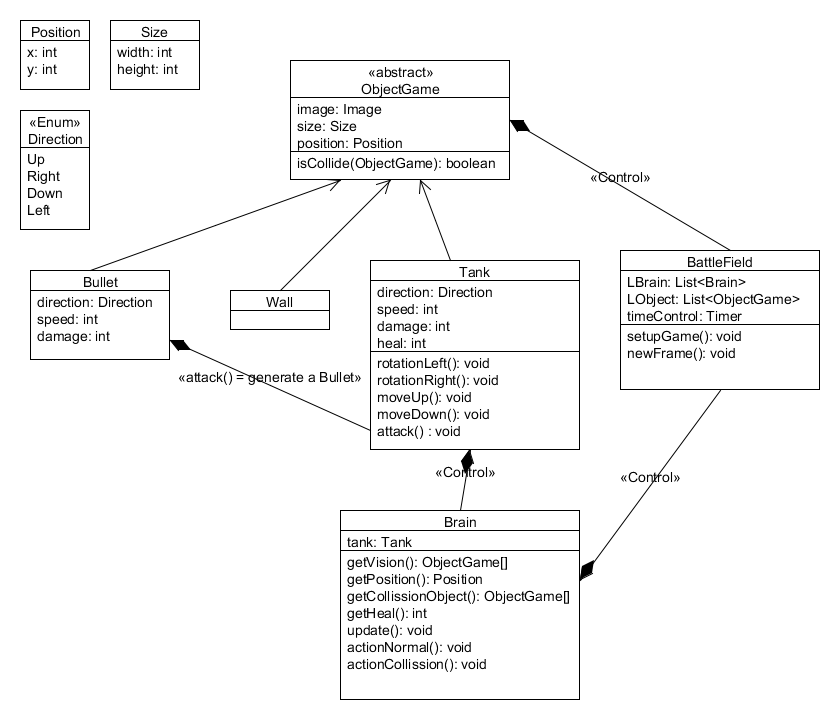 Position
x: int
y: int
Size
width: int
height: int
«Enum»
Direction
Up
Right
Down
Left
«abstract»
ObjectGame
image: Image
size: Size
position: Position
isCollide(ObjectGame): boolean
«Control»
Bullet
direction: Direction
speed: int
damage: int
Wall
Tank
direction: Direction
speed: int
damage: int
heal: int
rotationLeft(): void
rotationRight(): void
moveUp(): void
moveDown(): void
attack() : void
BattleField
LBrain: List<Brain>
LObject: List<ObjectGame>
timeControl: Timer
setupGame(): void
newFrame(): void
«attack() = generate a Bullet»
«Control»
«Control»
Brain
tank: Tank
getVision(): ObjectGame[]
getPosition(): Position
getCollissionObject(): ObjectGame[]
getHeal(): int
update(): void
actionNormal(): void
actionCollission(): void